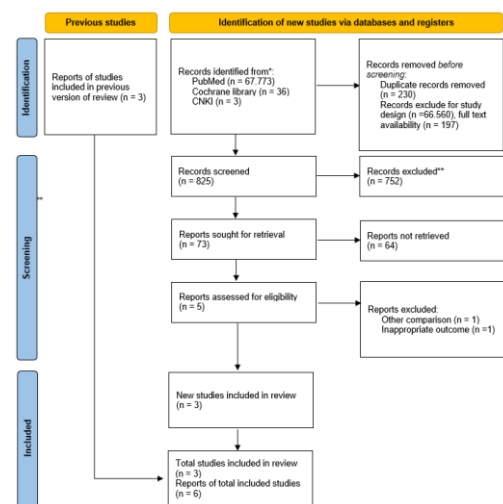 Previous studies
Identification of new studies via databases and registers
Identification
Reports of studies
included in previous
version of review (n = 3)
Records identified from*:
PubMed (n = 67.773)
Cochrane library (n = 36)
CNKI (n = 3)
Records removed before
screening:
Duplicate records removed
(n = 230)
Records exclude for study
design (n =66.560), full text
availability (n = 197)
Screening
Records screened
(n = 825)
Records excluded**
(n = 752)
Reports sought for retrieval
(n = 73)
Reports not retrieved
(n = 64)
Reports assessed for eligibility
(n = 5)
Reports excluded:
Other comparison (n = 1)
Inappropriate outcome (n =1)
Included
New studies included in review
(n = 3)
Total studies included in review
(n = 3)
Reports of total included studies
(n = 6)